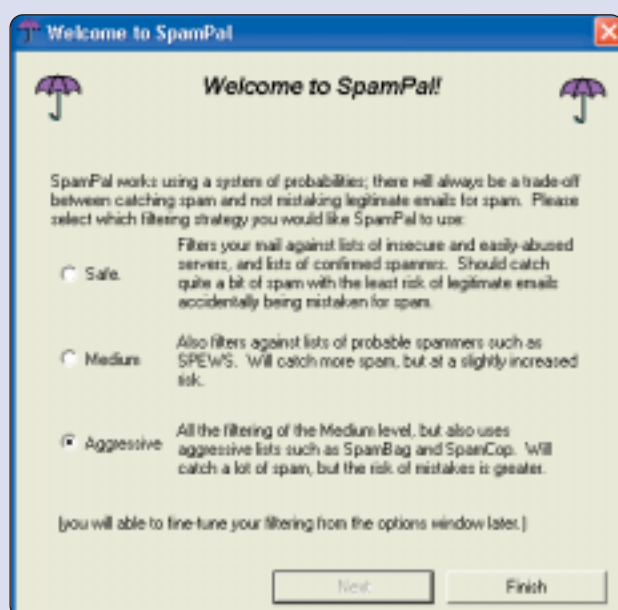 Welcome to SpamPal
Welcome to SpamPal!
SpamPal works using a system of probabilities; there will always be a trade-off
between catching spam and not mistaking legitimate emails for spam. Please
select which filtering strategy you would like SpamPal to use:
Safe.
Filters your mail against lists of insecure and easily-abused
servers, and lists of confirmed spammrs. Should catch
quite a bit of spam with the least risk of legitimate emails
accidentally being mistaken for spam.
Medium
Also filters against lists of probable spammers such as
SPEWS. Will catch more spam, but at a slightly increased
risk.
Aggressive
All the filtering of the Medium level, but also uses
aggressive lists such as SpamBag and SpamCop. Will
catch a lot of spam, but the risk of mistakes is greater.
(you will able to fine-tune your filtering from the options window later.)
Next
Finish